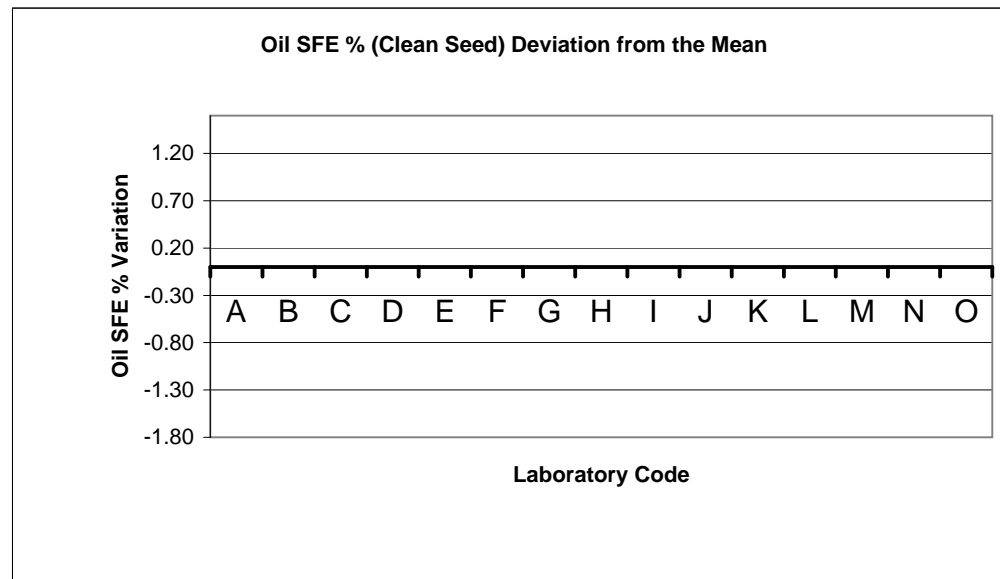 Oil SFE % (Clean Seed) Deviation from the Mean
Oil SFE % Variation
1.20
0.70
0.20
-0.30
-0.80
-1.30
-1.80
A B C D E F G H I J K L M N O
Laboratory Code